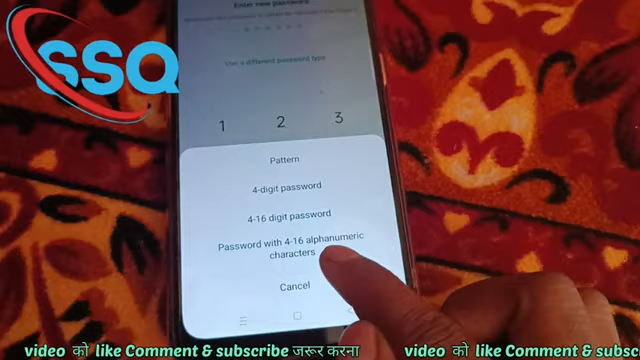 SSQ
Enter new password
Use a different password type
1 2 3
Pattern
4-digit password
4-16 digit password
Password with 4-16 alphanumeric
characters
Cancel
video को like Comment & subscribe जरूर करना video को like Comment & subsc